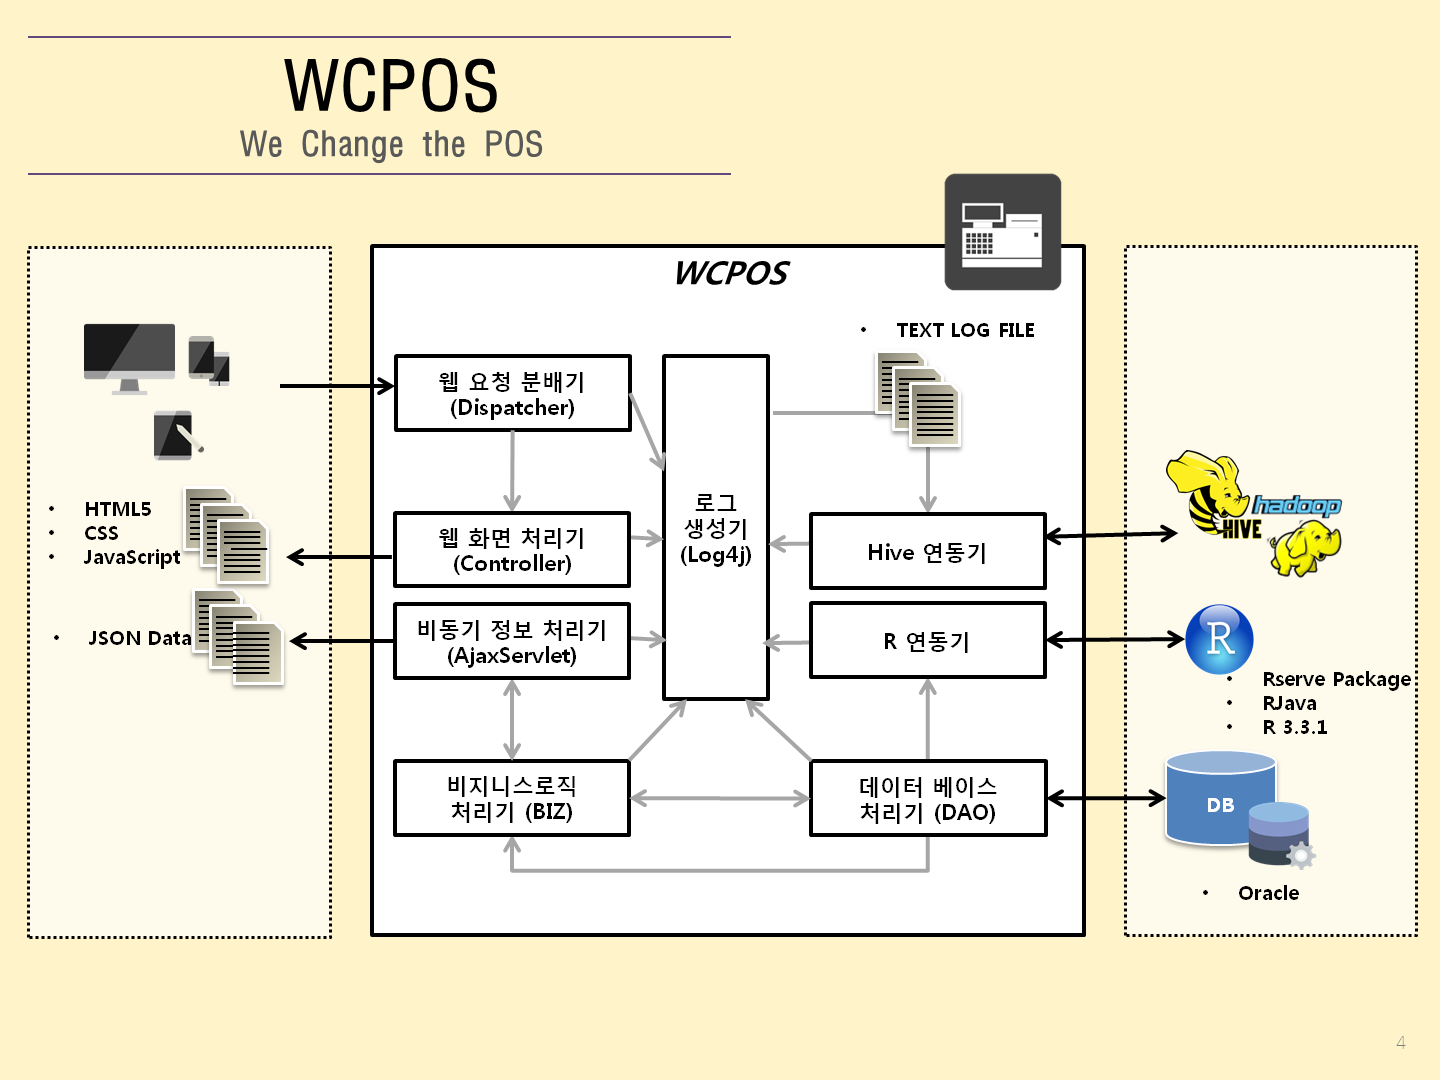 WCPOS
We Change the POS
WCPOS
• TEXT LOG FILE
웹 요청 분배기
(Dispatcher)
로그
생성기
(Log4j)
웹 화면 처리기
(Controller)
Hive 연동기
비동기 정보 처리기
(AjaxServlet)
R 연동기
비지니스로직
처리기 (BIZ)
데이터 베이스
처리기 (DAO)
• HTML5
• CSS
• JavaScript
• JSON Data
hadoop
HIVE
R
• Rserve Package
• RJava
• R 3.3.1
DB
• Oracle
4